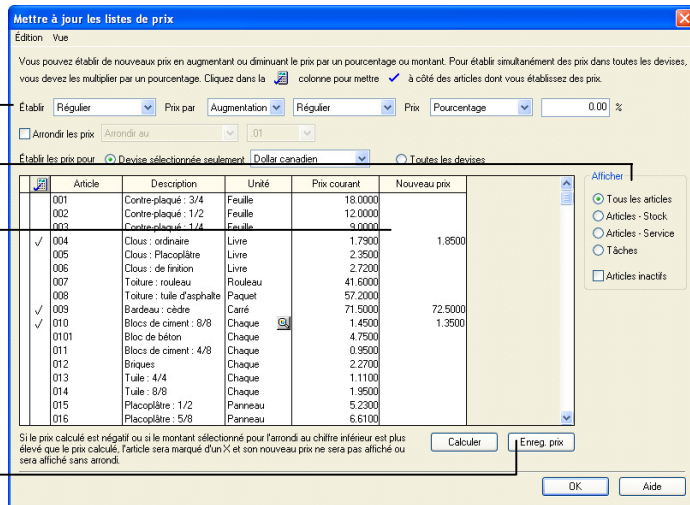 Mettre à jour les listes de prix
Édition Vue
Vous pouvez établir de nouveaux prix en augmentant ou diminuant le prix par un pourcentage ou montant. Pour établir simultanément des prix dans toutes les devises,
vous devez les multiplier par un pourcentage. Cliquez dans la colonne pour mettre ✓ à côté des articles dont vous établissez des prix.
Établir Régulier Prix par Augmentation Régulier Prix Pourcentage 0.00 %
Arrondir les prix Arrondir au .01
Établir les prix pour Devise sélectionnée seulement Dollar canadien Toutes les devises
Article Description Unité Prix courant Nouveau prix
001 Contre-plaqué : 3/4 Feuille 18.0000
002 Contre-plaqué : 1/2 Feuille 12.0000
003 Contre-plaqué : 1/4 Feuille 9.0000
✓ 004 Clous : ordinaire Livre 1.7900 1.8500
005 Clous : Placoplâtre Livre 2.3500
006 Clous : de finition Livre 2.7200
007 Toiture : rouleau Rouleau 41.6000
008 Toiture : tuile d'asphalte Paquet 57.2000
✓ 009 Bardeau : cèdre Carré 71.5000 72.5000
✓ 010 Blocs de ciment : 8/8 Chaque 1.4500 1.3500
0101 Bloc de béton Chaque 4.7500
011 Blocs de ciment : 4/8 Chaque 0.9500
012 Briques Chaque 2.2700
013 Tuile : 4/4 Chaque 1.1100
014 Tuile : 8/8 Chaque 1.9500
015 Placoplâtre : 1/2 Panneau 5.2300
016 Placoplâtre : 5/8 Panneau 6.6100
Afficher
Tous les articles
Articles - Stock
Articles - Service
Tâches
Articles inactifs
Si le prix calculé est négatif ou si le montant sélectionné pour l'arrondi au chiffre inférieur est plus
élevé que le prix calculé, l'article sera marqué d'un X et son nouveau prix ne sera pas affiché ou
sera affiché sans arrondi.
Calculer Enreg. prix
OK Aide